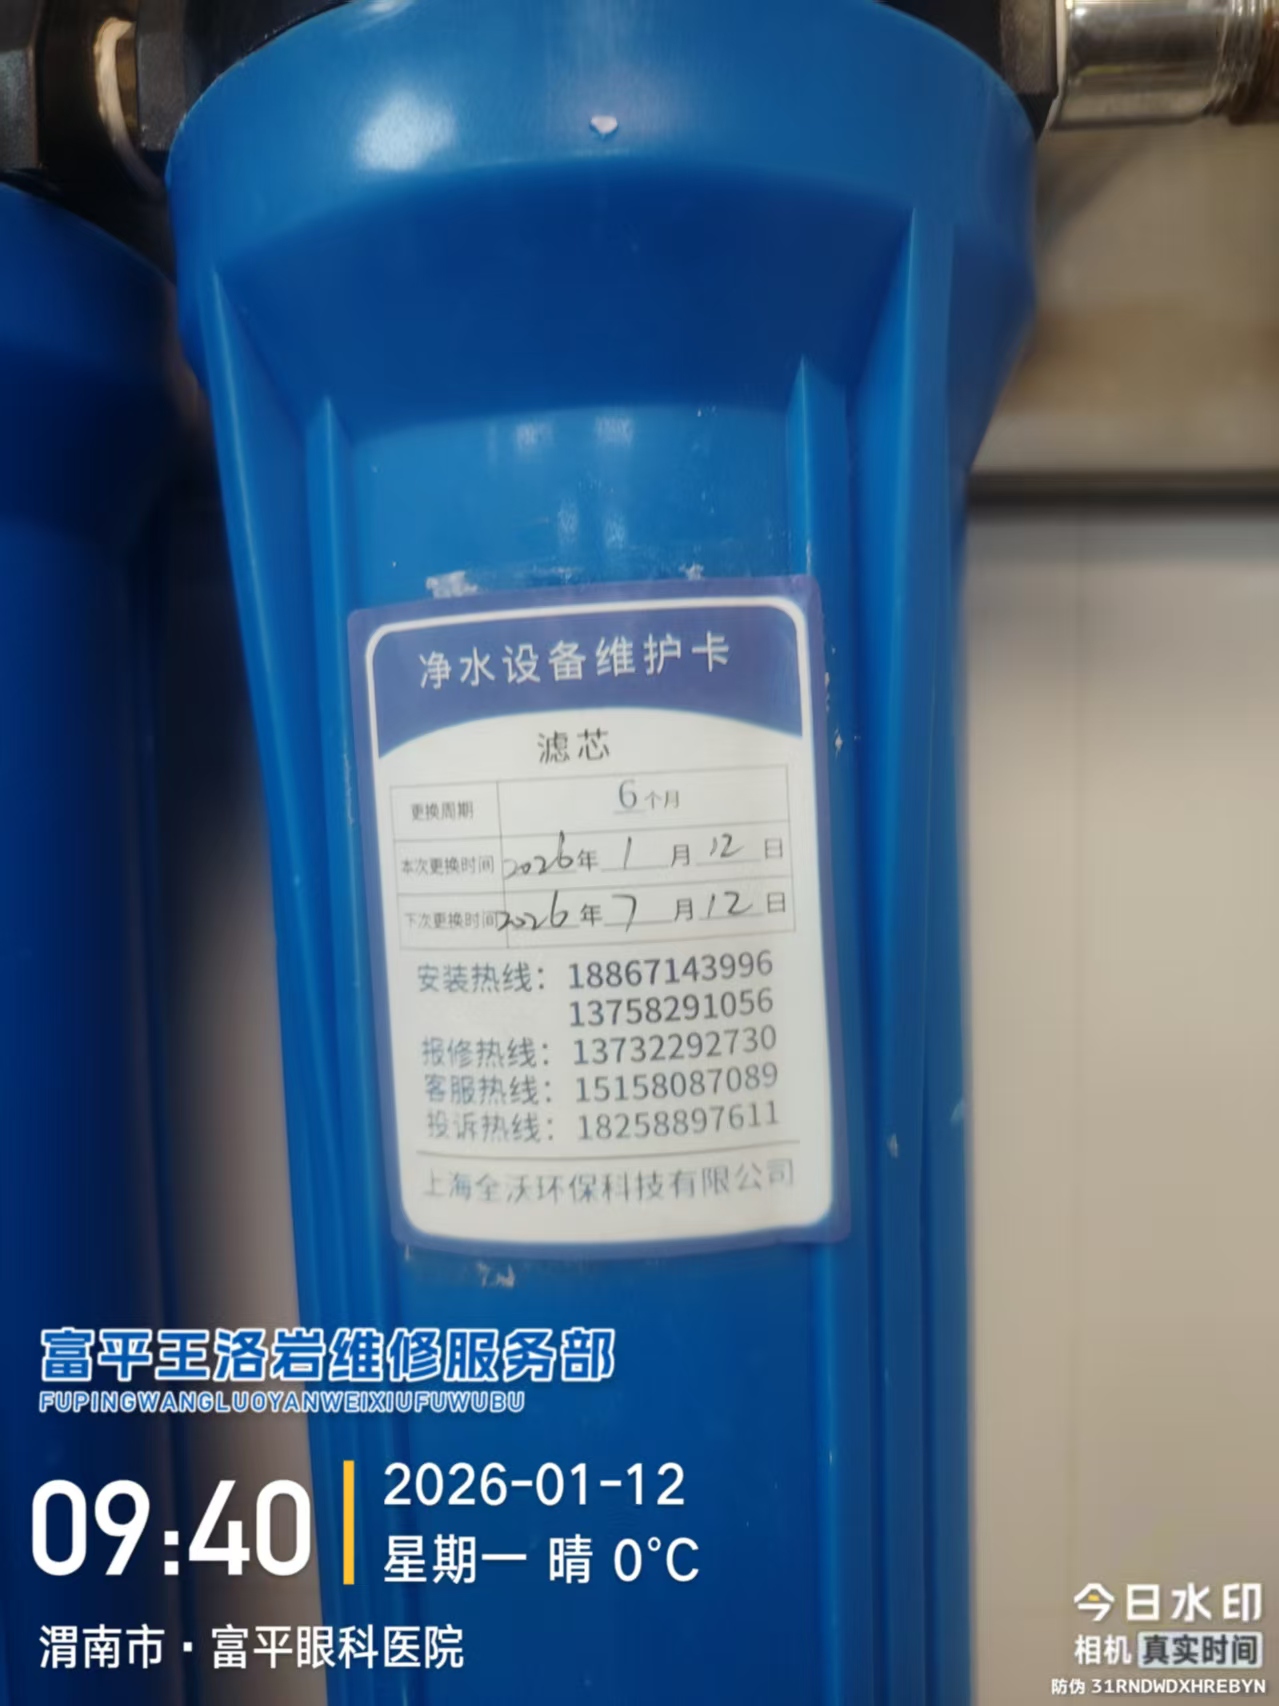 净水设备维护卡
滤芯
更换周期 6个月
本次更换时间 2026年1月12日
下次更换时间 2026年7月12日
安装热线：18867143996
13758291056
报修热线：13732292730
客服热线：15158087089
投诉热线：18258897611
上海全沃环保科技有限公司
富平王洛岩维修服务部
FUPINGWANGLUOYANWEIXIUFUWUBU
09:40
2026-01-12
星期一 晴 0℃
渭南市·富平眼科医院
今日水印
相机 真实时间
防伪 31RNDWDXHREBYN